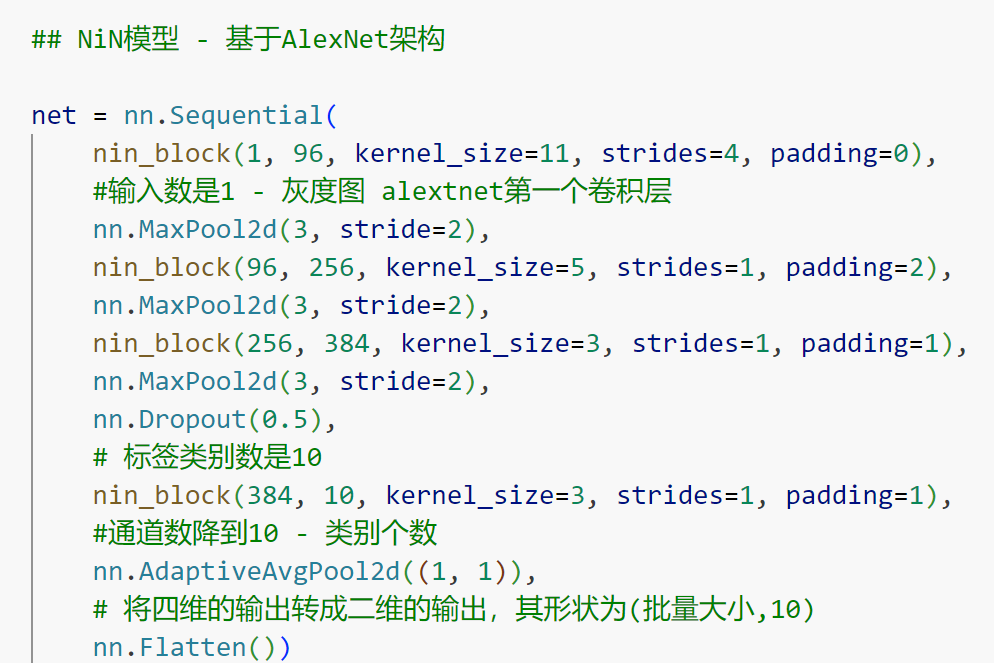 ## NiN模型 - 基于AlexNet架构
net = nn.Sequential(
nin_block(1, 96, kernel_size=11, strides=4, padding=0),
#输入数是1 - 灰度图 alextnet第一个卷积层
nn.MaxPool2d(3, stride=2),
nin_block(96, 256, kernel_size=5, strides=1, padding=2),
nn.MaxPool2d(3, stride=2),
nin_block(256, 384, kernel_size=3, strides=1, padding=1),
nn.MaxPool2d(3, stride=2),
nn.Dropout(0.5),
# 标签类别数是10
nin_block(384, 10, kernel_size=3, strides=1, padding=1),
#通道数降到10 - 类别个数
nn.AdaptiveAvgPool2d((1, 1)),
# 将四维的输出转成二维的输出，其形状为(批量大小,10)
nn.Flatten())